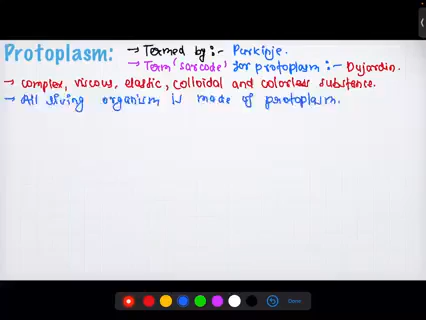 Protoplasm: → Termed by :- Purkinje.
→ Term (sarcode) for protoplasm :- Dujardin.
→ complex, viscous, elastic, colloidal and colorless substance.
→ All living organism is made of protoplasm.
Done